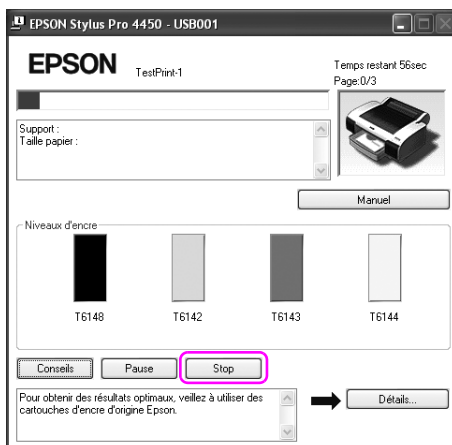 EPSON Stylus Pro 4450 - USB001
EPSON TestPrint-1
Temps restant 56sec
Page:0/3
Support :
Taille papier :
Manuel
Niveaux d'encre
T6148 T6142 T6143 T6144
Conseils Pause Stop
Pour obtenir des résultats optimaux, veillez à utiliser des
cartouches d'encre d'origine Epson.
Détails...